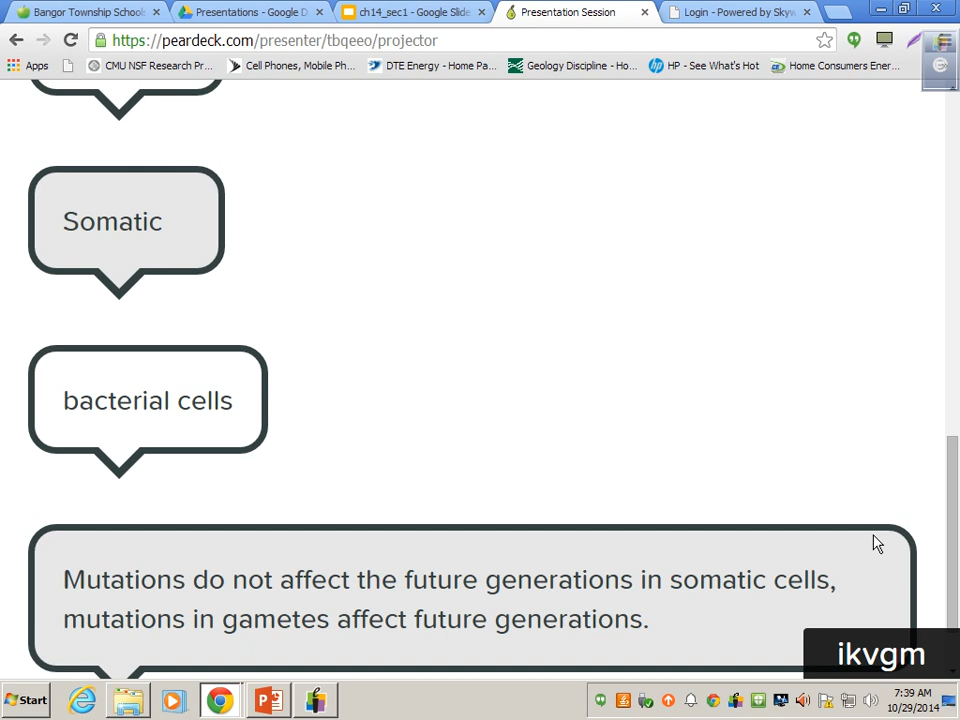 Bangor Township Schools
Presentations - Google D
ch14_sec1 - Google Slide
Presentation Session
Login - Powered by Skyw
https://peardeck.com/presenter/tbqeeo/projector
Apps
CMU NSF Research Pr...
Cell Phones, Mobile Ph...
DTE Energy - Home Pa...
Geology Discipline - Ho...
HP - See What's Hot
Home Consumers Ener...
Somatic
bacterial cells
Mutations do not affect the future generations in somatic cells,
mutations in gametes affect future generations.
ikvgm
Start
7:39 AM
10/29/2014